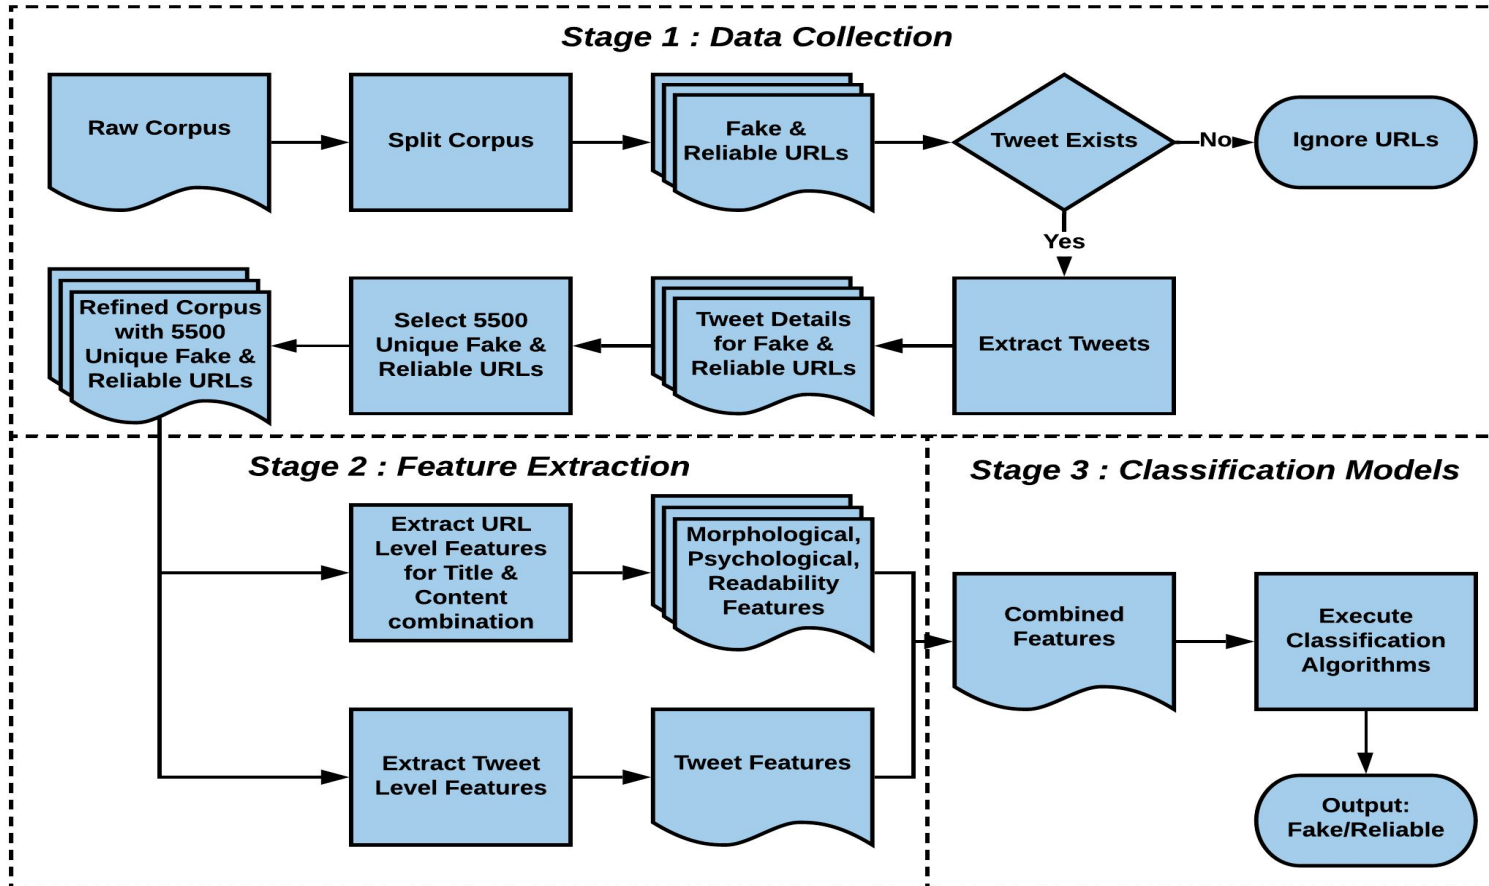 Stage 1 : Data Collection
Raw Corpus
Split Corpus
Fake &
Reliable URLs
Tweet Exists
No
Ignore URLs
Yes
Extract Tweets
Tweet Details
for Fake &
Reliable URLs
Select 5500
Unique Fake &
Reliable URLs
Refined Corpus
with 5500
Unique Fake &
Reliable URLs
Stage 2 : Feature Extraction
Extract URL
Level Features
for Title &
Content
combination
Morphological,
Psychological,
Readability
Features
Extract Tweet
Level Features
Tweet Features
Stage 3 : Classification Models
Combined
Features
Execute
Classification
Algorithms
Output:
Fake/Reliable